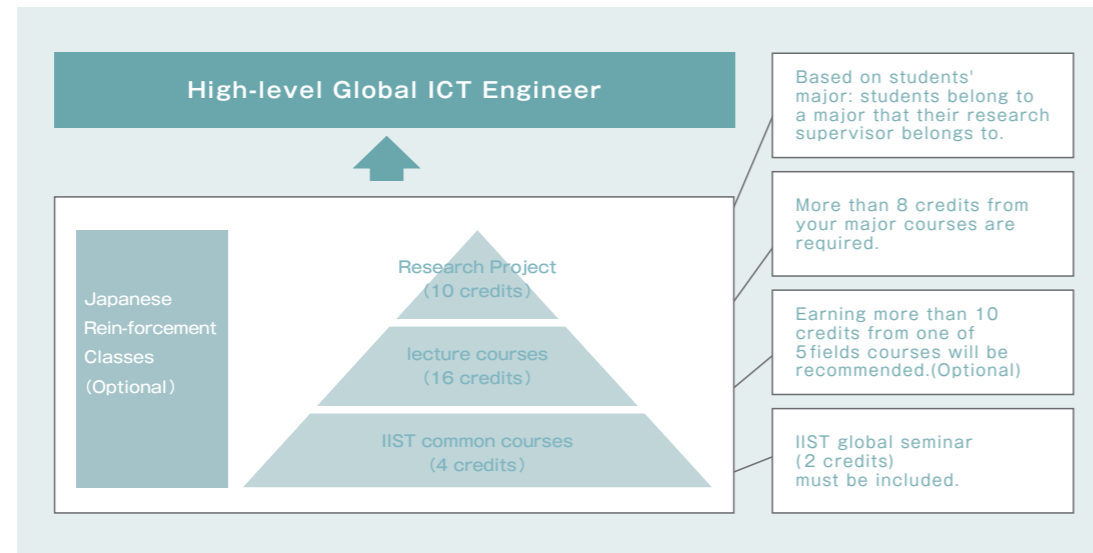 High-level Global ICT Engineer
Japanese
Rein-forcement
Classes
(Optional)
Research Project
(10 credits)
lecture courses
(16 credits)
IIST common courses
(4 credits)
Based on students'
major: students belong to
a major that their research
supervisor belongs to.
More than 8 credits from
your major courses are
required.
Earning more than 10
credits from one of
5fields courses will be
recommended.(Optional)
IIST global seminar
(2 credits)
must be included.